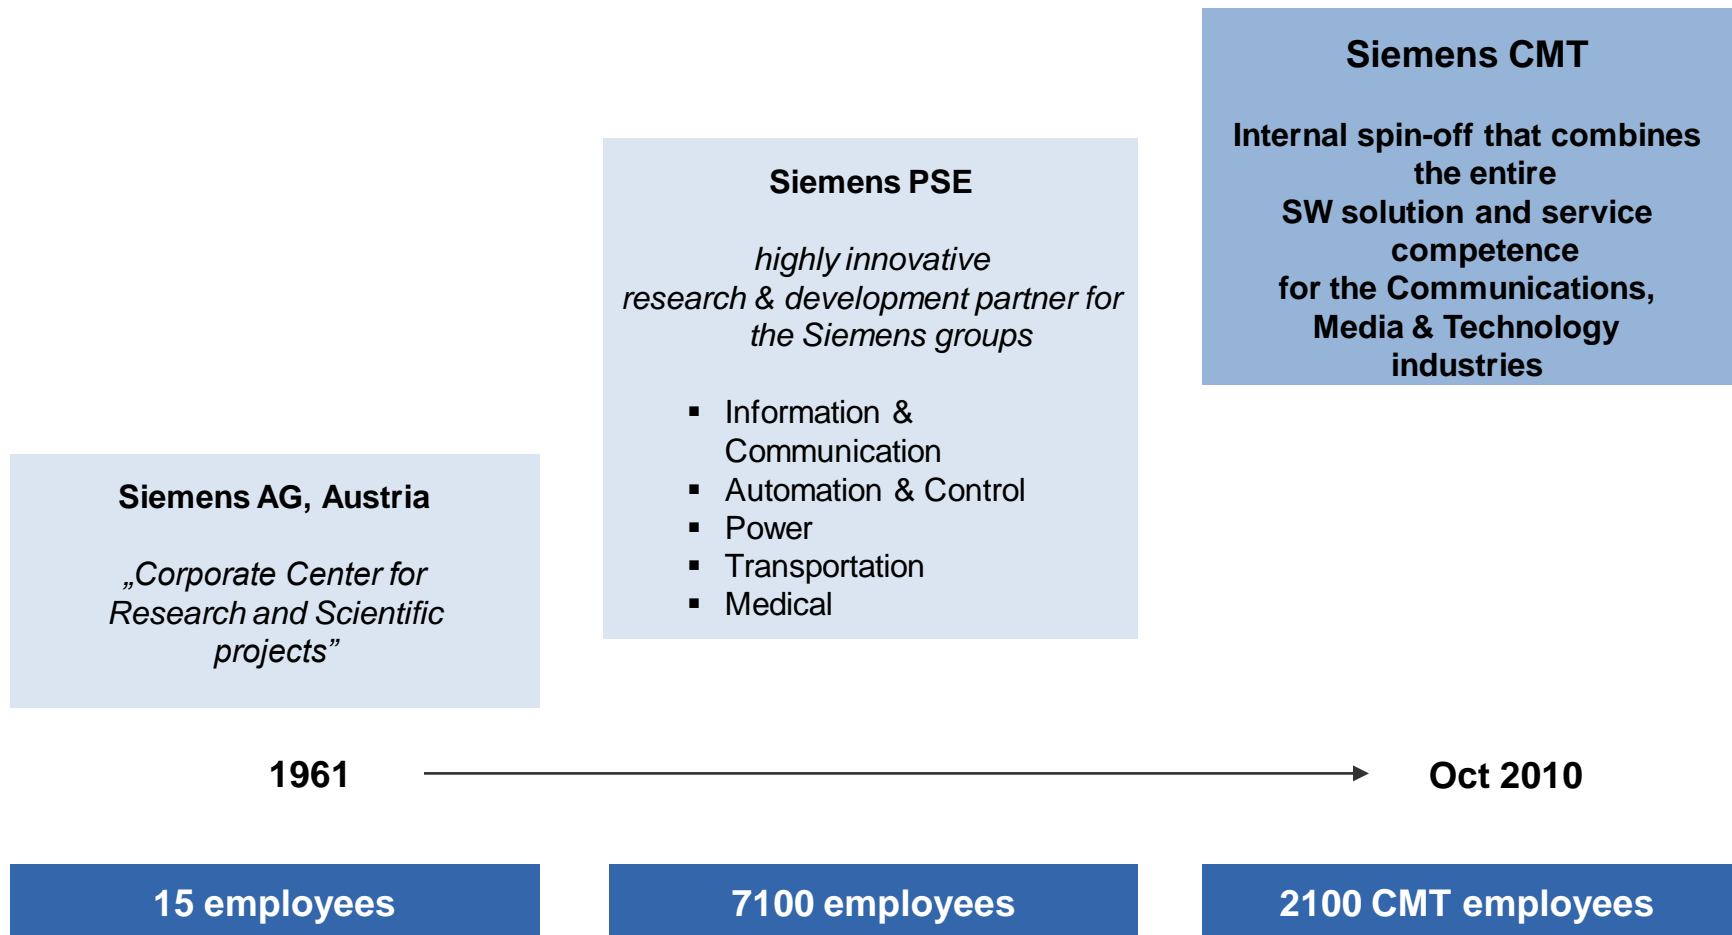 Siemens CMT
Internal spin-off that combines
the entire
SW solution and service
competence
for the Communications,
Media & Technology
industries
Siemens PSE
highly innovative
research & development partner for
the Siemens groups
▪ Information &
Communication
▪ Automation & Control
▪ Power
▪ Transportation
▪ Medical
Siemens AG, Austria
„Corporate Center for
Research and Scientific
projects”
1961
Oct 2010
15 employees
7100 employees
2100 CMT employees